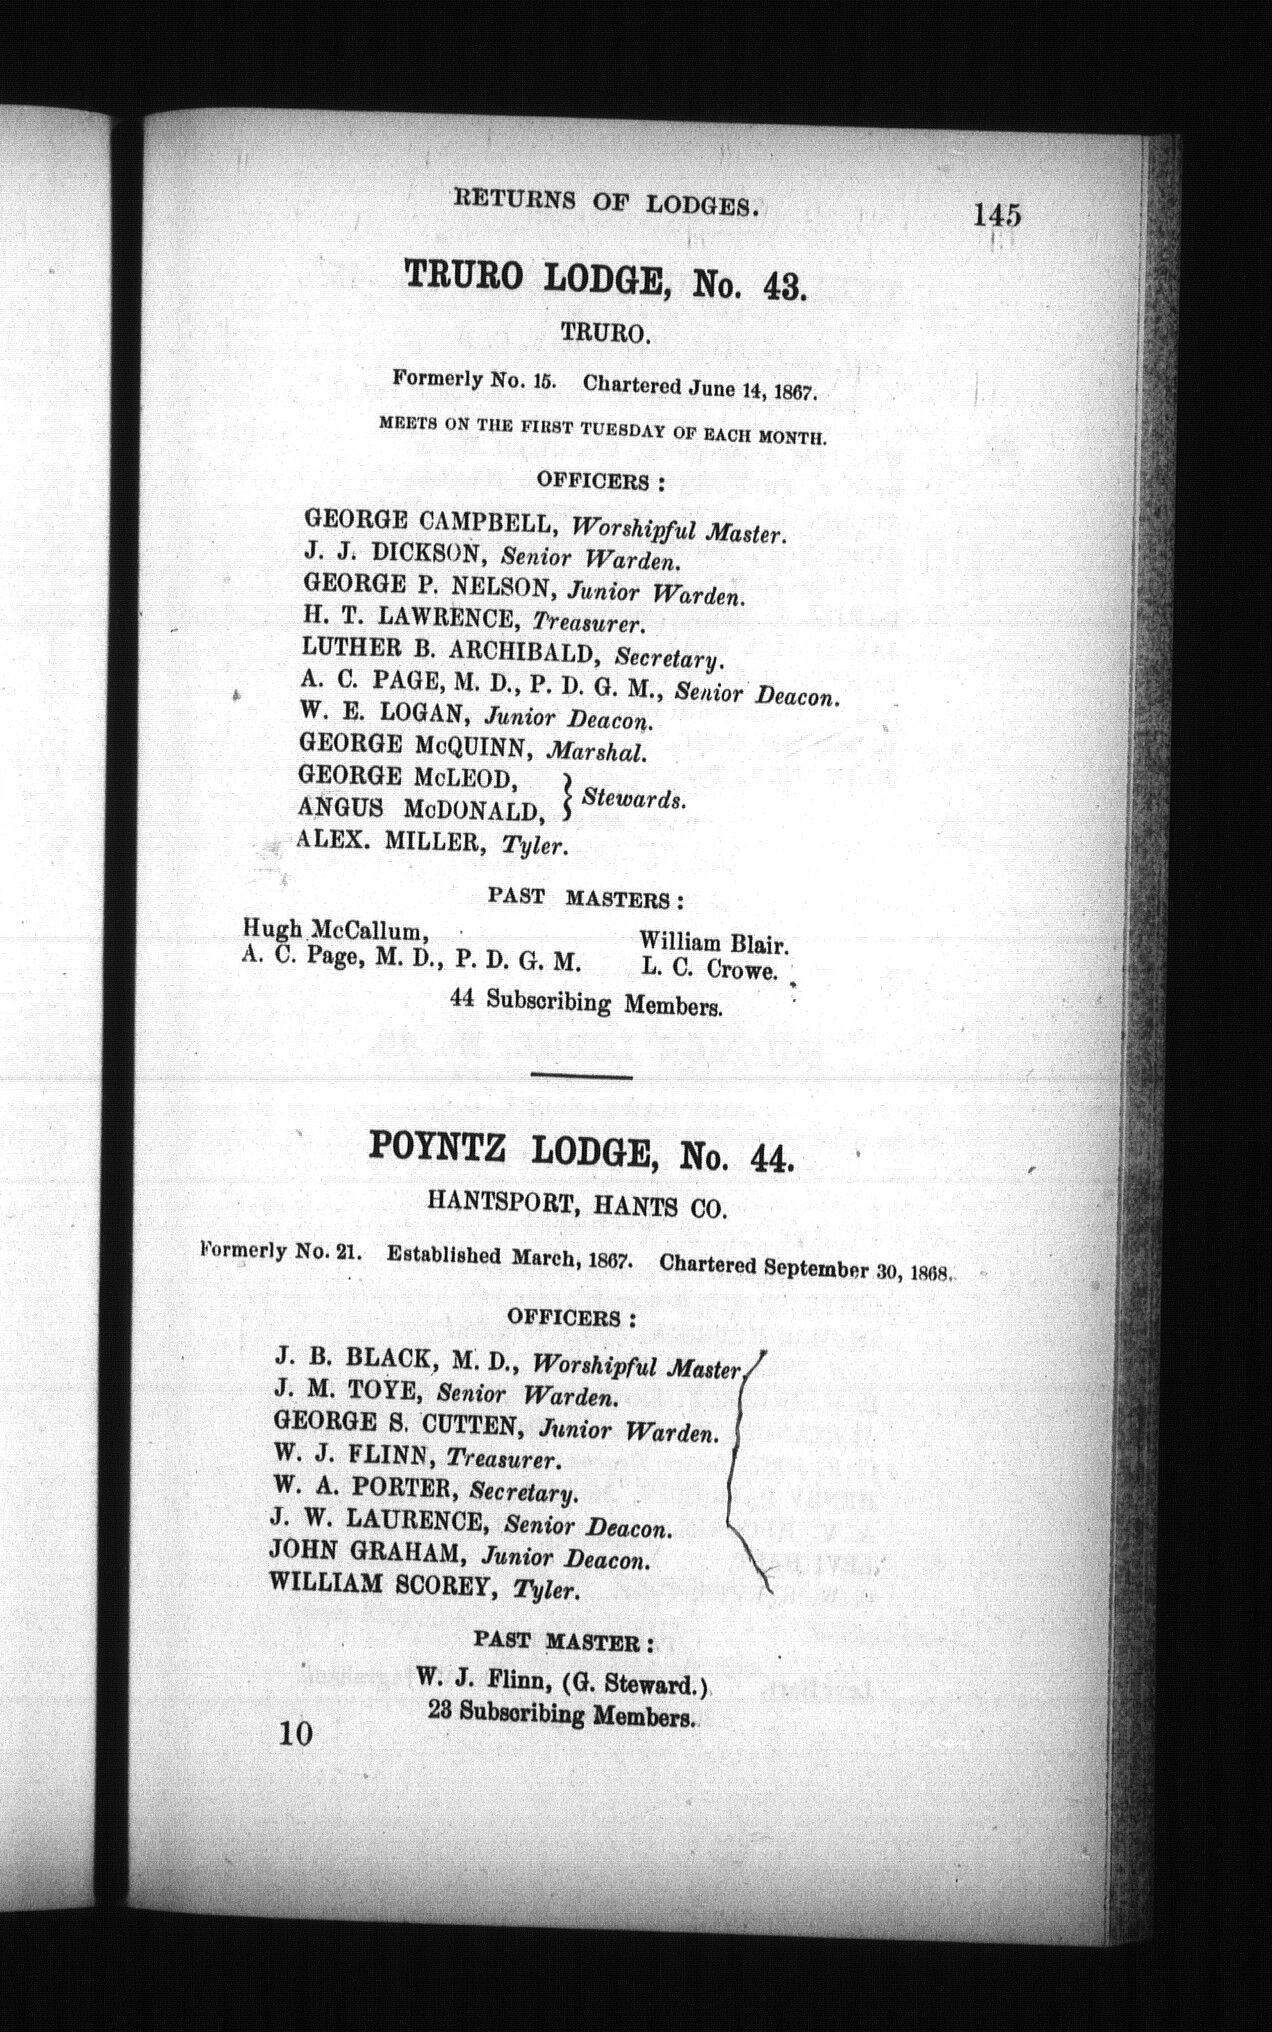 RETURNS OF LODGES. 145
TRURO LODGE, No. 43.
TRURO.
Formerly No. 15. Chartered June 14, 1867.
MEETS ON THE FIRST TUESDAY OF EACH MONTH.
OFFICERS :
GEORGE CAMPBELL, Worshipful Master.
J. J. DICKSON, Senior Warden.
GEORGE P. NELSON, Junior Warden.
H. T. LAWRENCE, Treasurer.
LUTHER B. ARCHIBALD, Secretary.
A. C. PAGE, M. D., P. D. G. M., Senior Deacon.
W. E. LOGAN, Junior Deacon.
GEORGE McQUINN, Marshal.
GEORGE McLEOD,
ANGUS McDONALD, } Stewards.
ALEX. MILLER, Tyler.
PAST MASTERS :
Hugh McCallum, William Blair.
A. C. Page, M. D., P. D. G. M. L. C. Crowe.
44 Subscribing Members.
POYNTZ LODGE, No. 44.
HANTSPORT, HANTS CO.
Formerly No. 21. Established March, 1867. Chartered September 30, 1868.
OFFICERS :
J. B. BLACK, M. D., Worshipful Master.
J. M. TOYE, Senior Warden.
GEORGE S. CUTTEN, Junior Warden.
W. J. FLINN, Treasurer.
W. A. PORTER, Secretary.
J. W. LAURENCE, Senior Deacon.
JOHN GRAHAM, Junior Deacon.
WILLIAM SCOREY, Tyler.
PAST MASTER :
W. J. Flinn, (G. Steward.)
23 Subscribing Members.
10